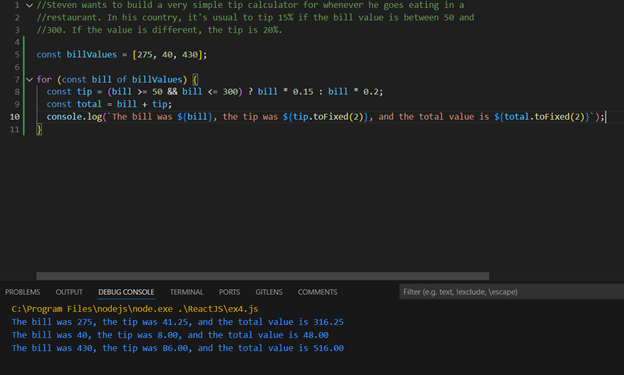 1 //Steven wants to build a very simple tip calculator for whenever he goes eating in a
2 //restaurant. In his country, it's usual to tip 15% if the bill value is between 50 and
3 //300. If the value is different, the tip is 20%.
4
5 const billValues = [275, 40, 430];
6
7 for (const bill of billValues) {
8 const tip = (bill >= 50 && bill <= 300) ? bill * 0.15 : bill * 0.2;
9 const total = bill + tip;
10 console.log(`The bill was ${bill}, the tip was ${tip.toFixed(2)}, and the total value is ${total.toFixed(2)}`);
11 }
PROBLEMS OUTPUT DEBUG CONSOLE TERMINAL PORTS GITLENS COMMENTS Filter (e.g. text, !exclude, \escape)
C:\Program Files\nodejs\node.exe .\ReactJS\ex4.js
The bill was 275, the tip was 41.25, and the total value is 316.25
The bill was 40, the tip was 8.00, and the total value is 48.00
The bill was 430, the tip was 86.00, and the total value is 516.00